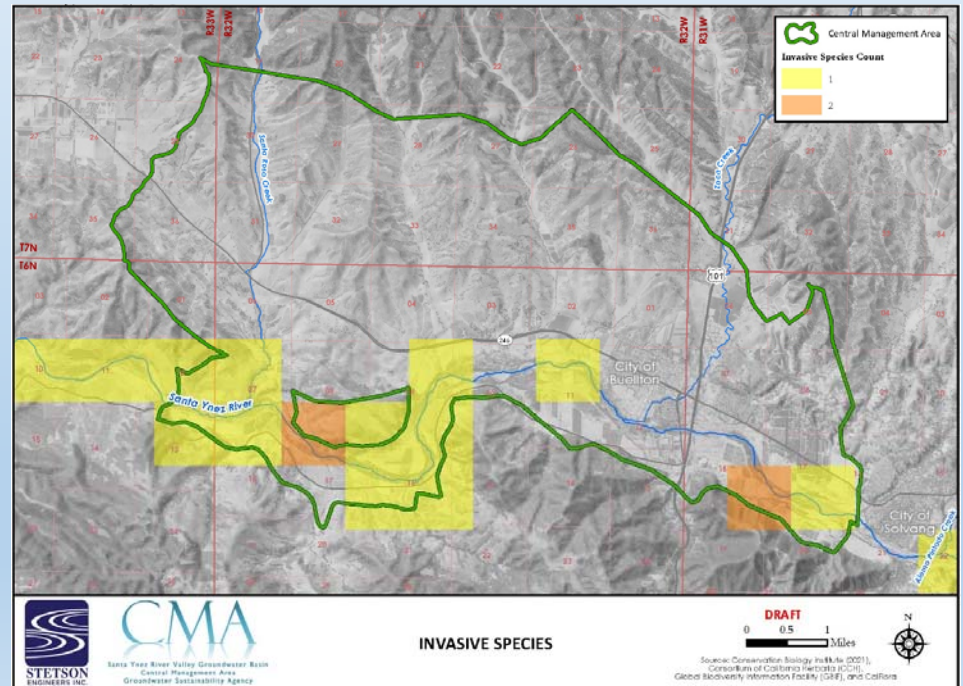 R33W
R32W
R32W
R31W
Central Management Area
Invasive Species Count
1
2
Santa Rosa Creek
Zaca Creek
T7N
T6N
101
246
City of
Buellton
Santa Ynez River
City of
Solvang
Alamo Pintado Creek
STETSON
ENGINEERS INC.
CMA
Santa Ynez River Valley Groundwater Basin
Central Management Area
Groundwater Sustainability Agency
INVASIVE SPECIES
DRAFT
0 0.5 1
Miles
N
Source: Conservation Biology Institute (2021),
Consortium of California Herbaria (CCH),
Global Biodiversity Information Facility (GBIF), and Calflora